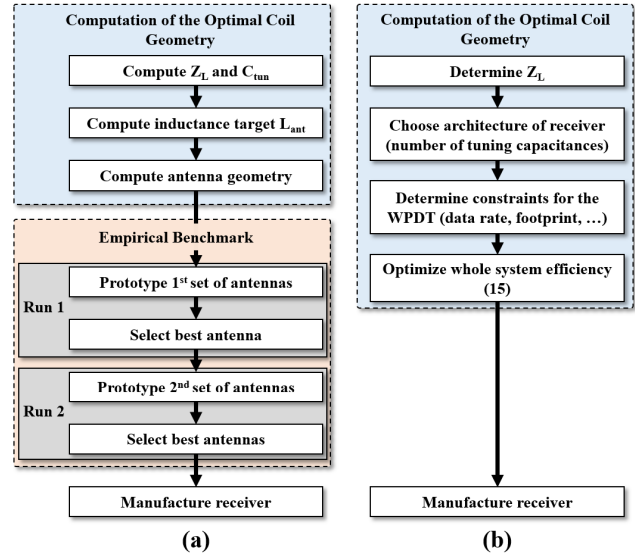 Computation of the Optimal Coil
Geometry
Compute Z_L and C_tun
Compute inductance target L_ant
Compute antenna geometry
Empirical Benchmark
Run 1
Prototype 1st set of antennas
Select best antenna
Run 2
Prototype 2nd set of antennas
Select best antennas
Manufacture receiver
(a)
Computation of the Optimal Coil
Geometry
Determine Z_L
Choose architecture of receiver
(number of tuning capacitances)
Determine constraints for the
WPDT (data rate, footprint, …)
Optimize whole system efficiency
(15)
Manufacture receiver
(b)